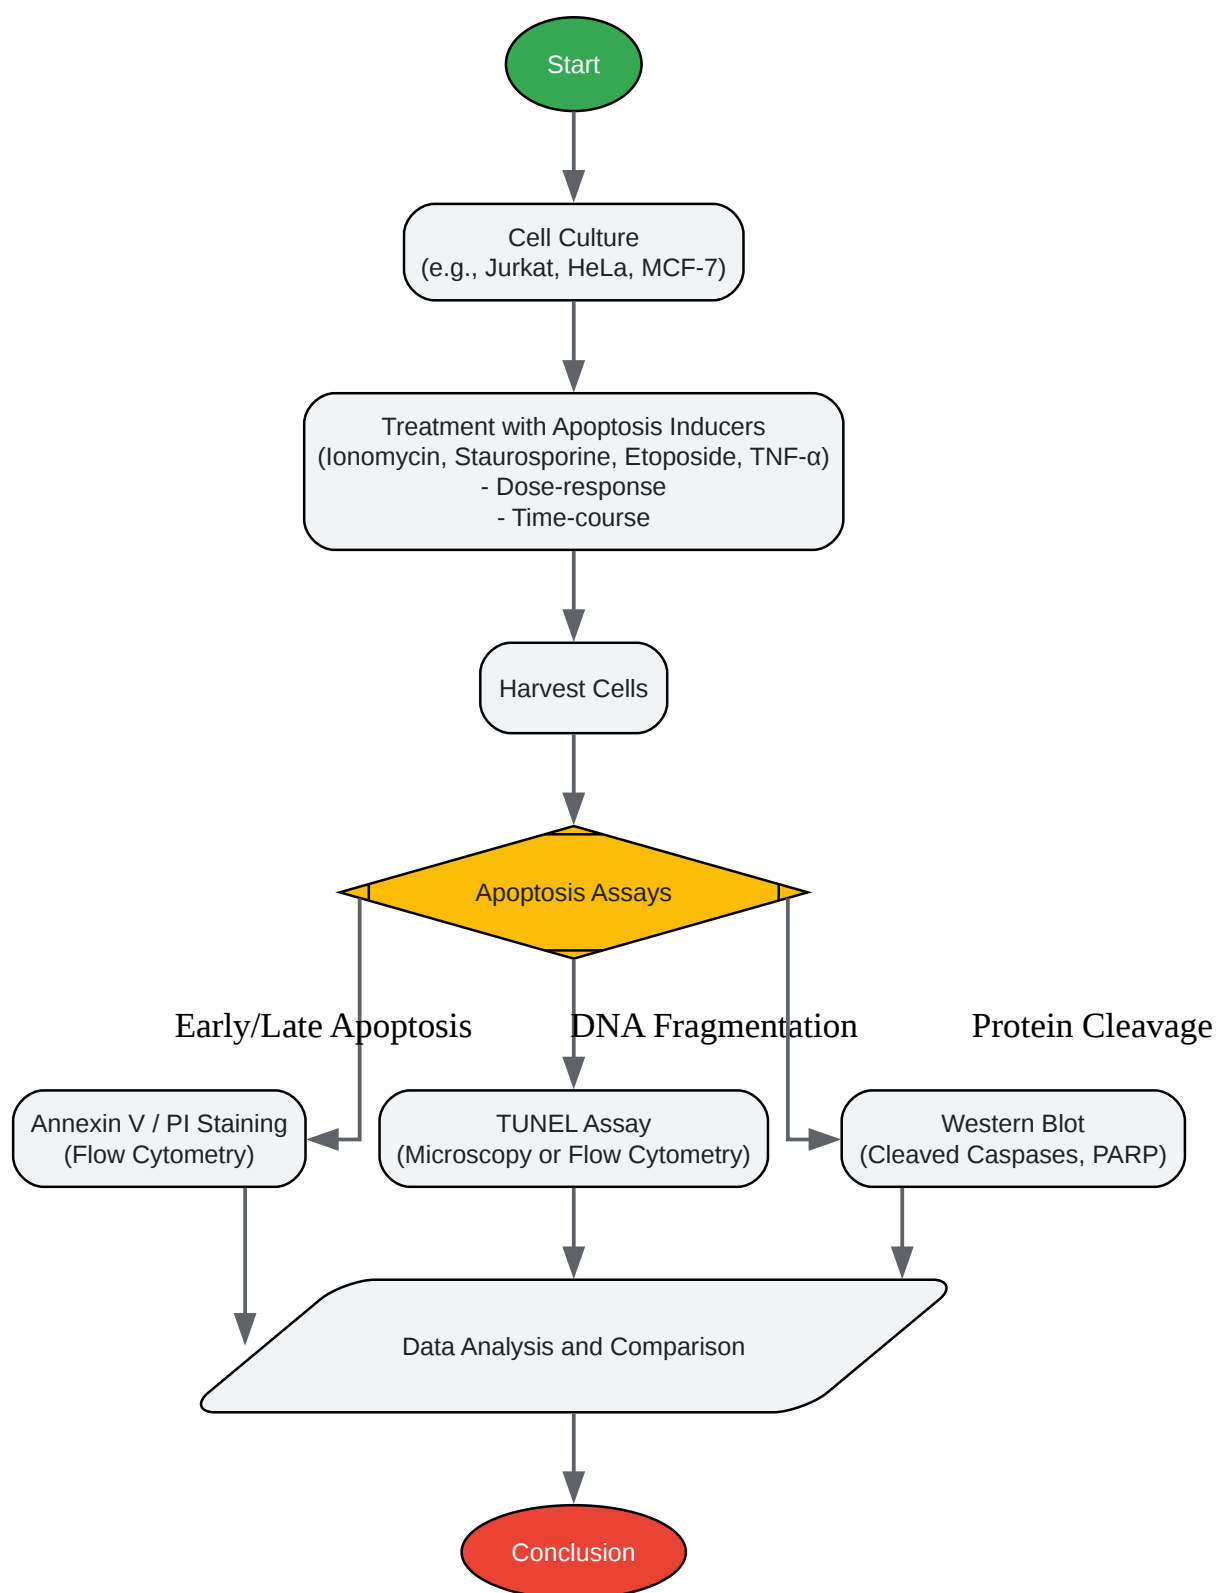 Start
Cell Culture
(e.g., Jurkat, HeLa, MCF-7)
Treatment with Apoptosis Inducers
(Ionomycin, Staurosporine, Etoposide, TNF-α)
- Dose-response
- Time-course
Harvest Cells
Apoptosis Assays
Early/Late Apoptosis
DNA Fragmentation
Protein Cleavage
Annexin V / PI Staining
(Flow Cytometry)
TUNEL Assay
(Microscopy or Flow Cytometry)
Western Blot
(Cleaved Caspases, PARP)
Data Analysis and Comparison
Conclusion